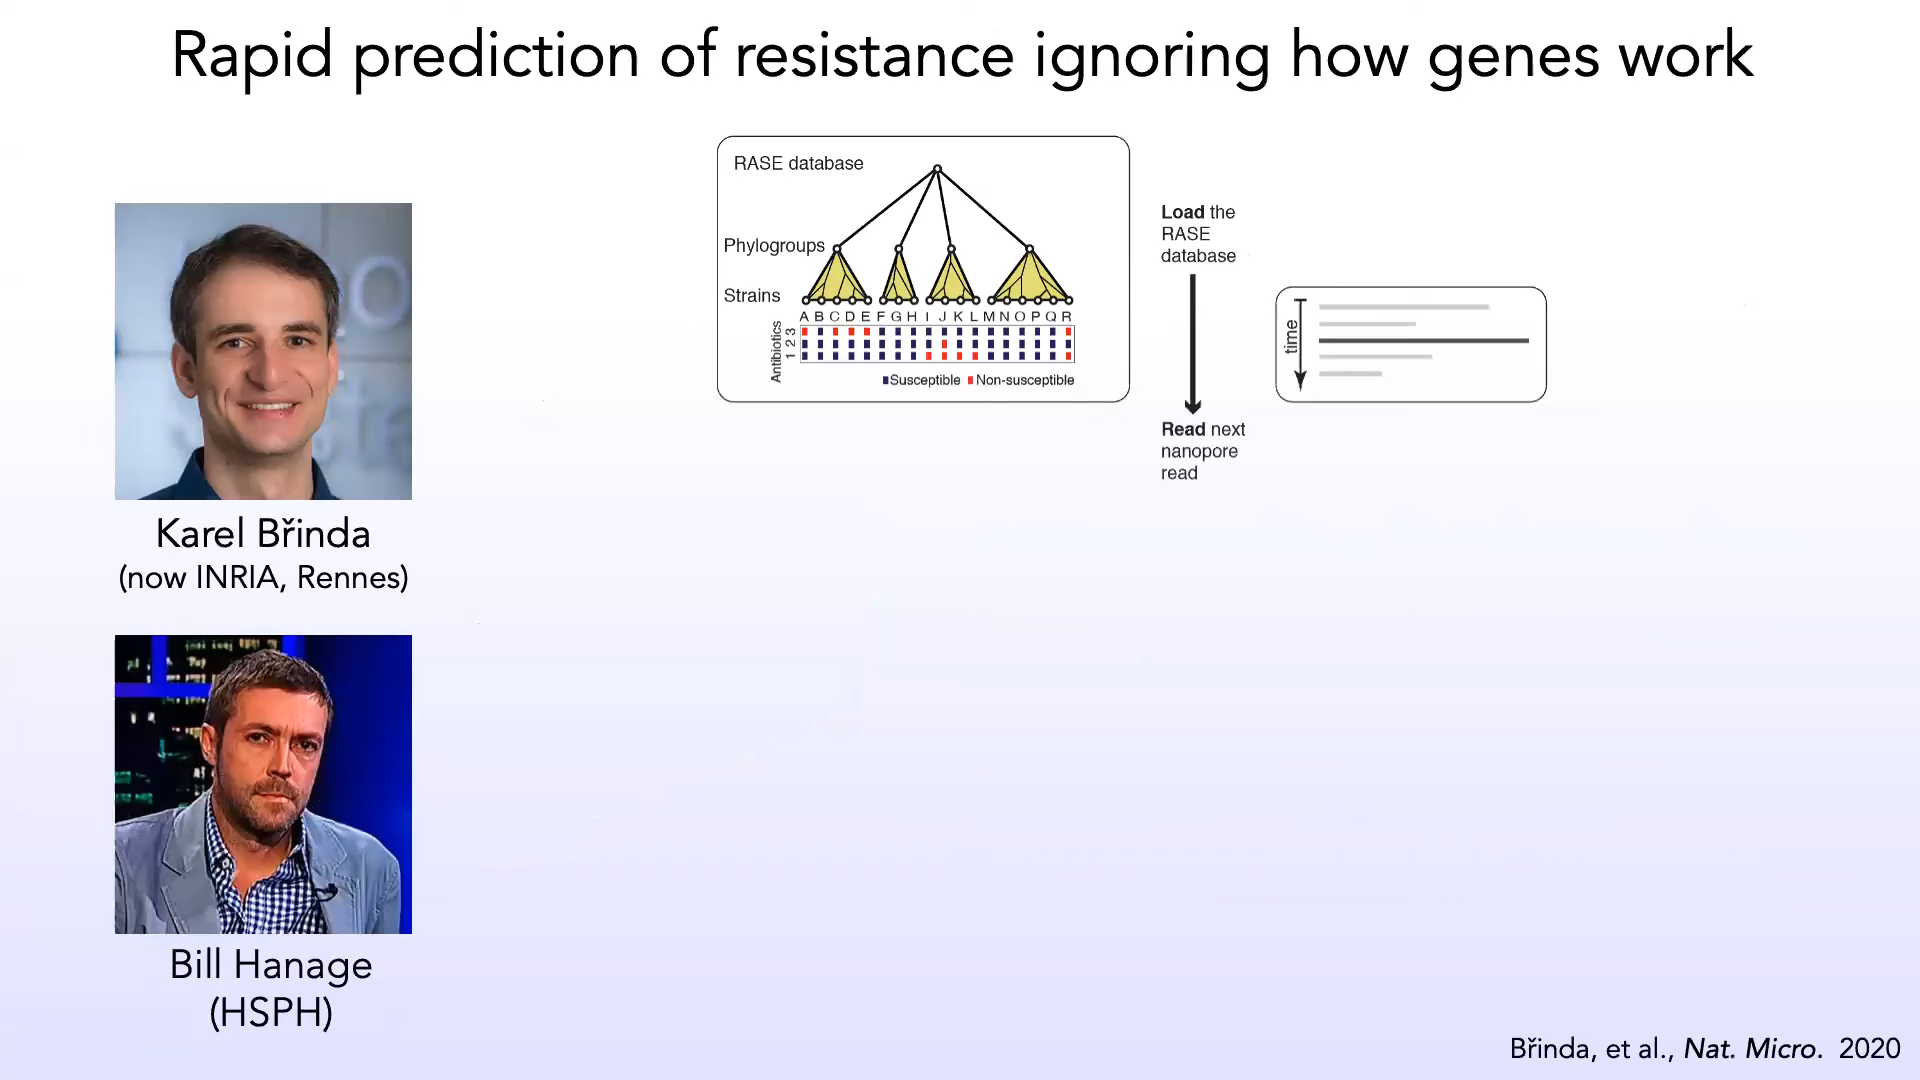 Rapid prediction of resistance ignoring how genes work
RASE database
Phylogroups
Strains
A B C D E F G H I J K L M N O P Q R
Antibiotics
1 2 3
Susceptible Non-susceptible
Load the
RASE
database
Read next
nanopore
read
time
Karel Břinda
(now INRIA, Rennes)
Bill Hanage
(HSPH)
Břinda, et al., Nat. Micro. 2020